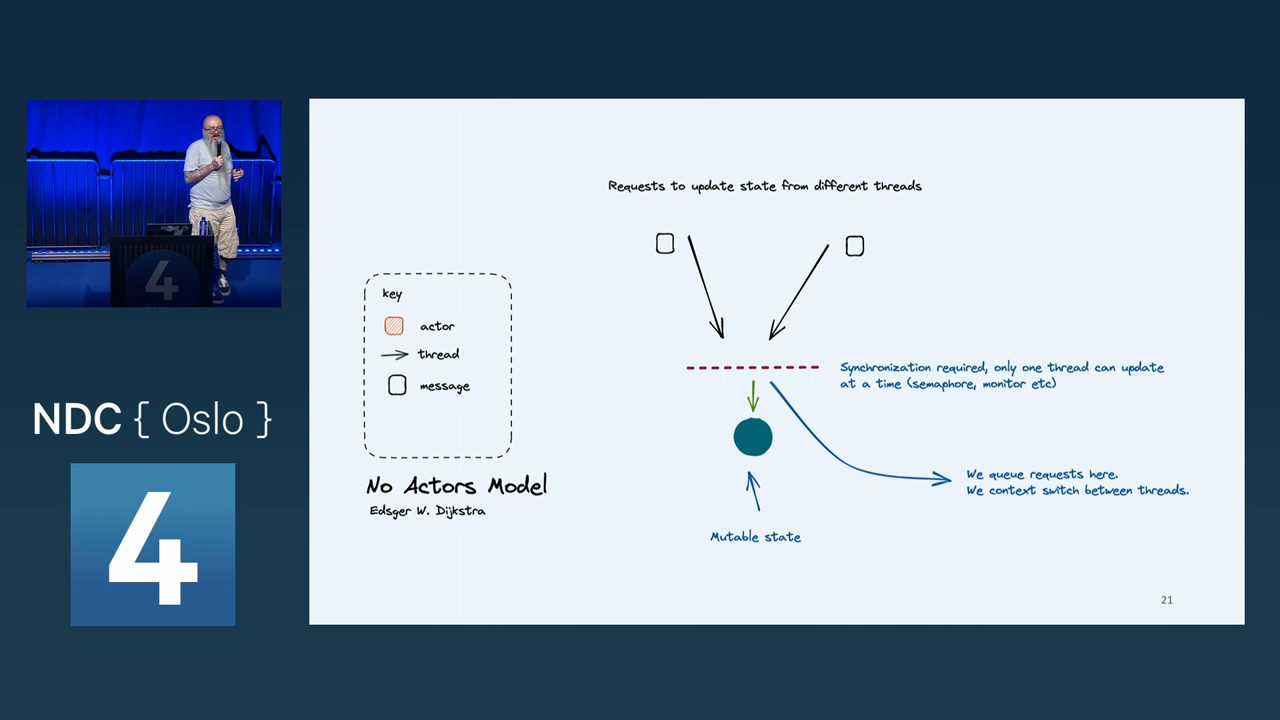 Requests to update state from different threads
key
actor
thread
message
Synchronization required, only one thread can update
at a time (semaphore, monitor etc)
No Actors Model
Edsger W. Dijkstra
We queue requests here.
We context switch between threads.
Mutable state
21
NDC { Oslo }
4
4